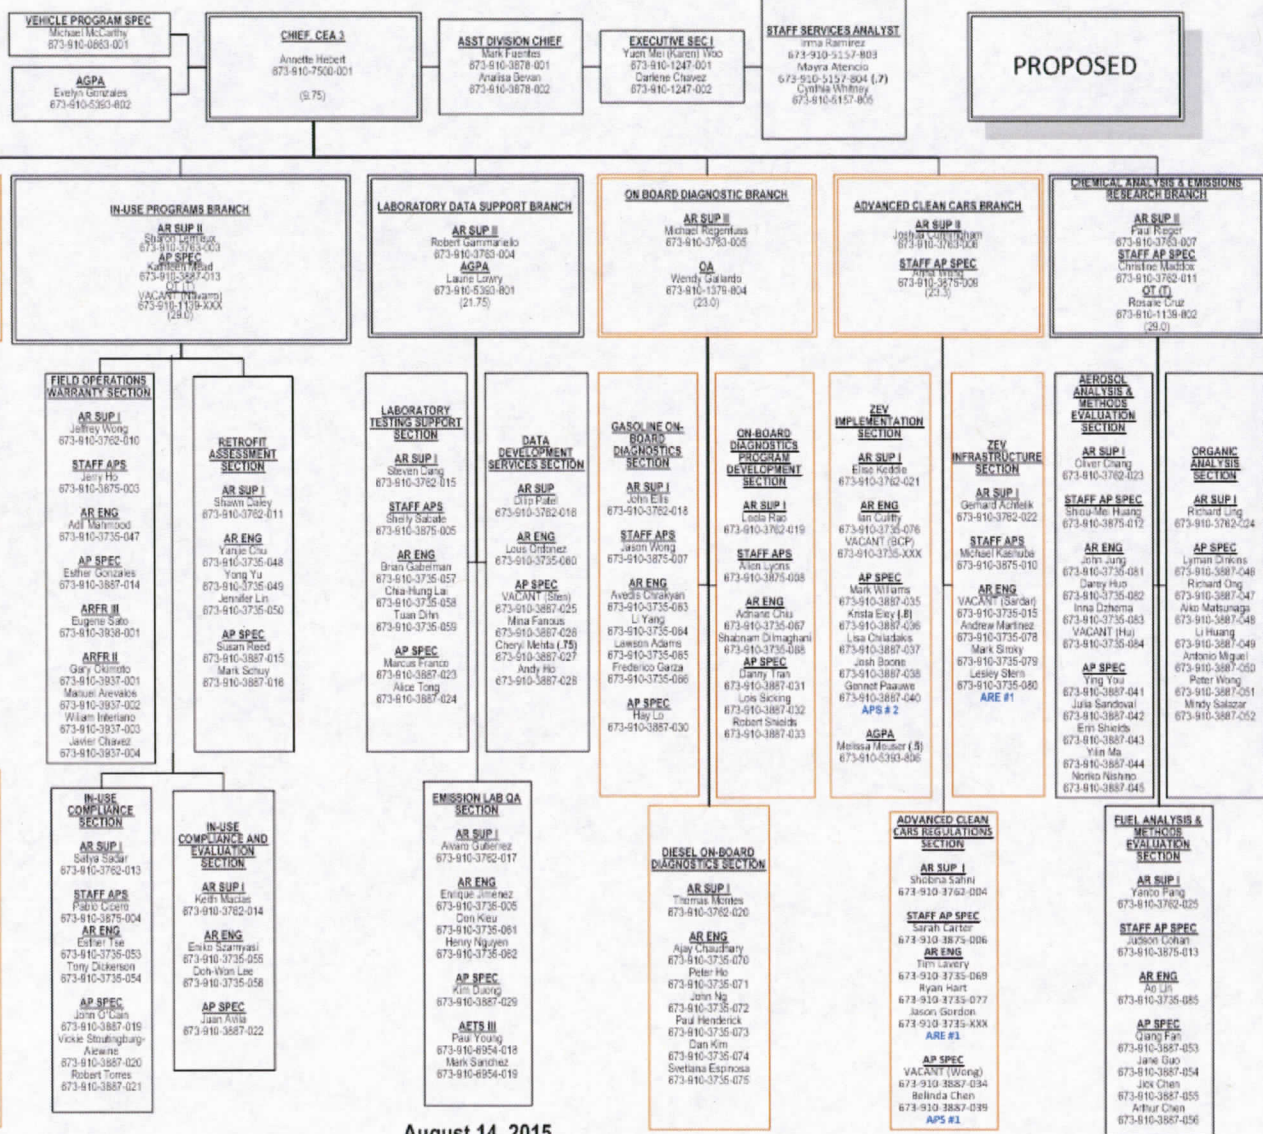 VEHICLE PROGRAM SPEC
Michael McCarthy
673-910-0863-001
AGPA
Evelyn Gonzales
673-910-5393-802
CHIEF, CEA 3
Annette Hebert
673-910-7500-001
(9.75)
ASST DIVISION CHIEF
Mark Fuentes
673-910-3878-001
Analisa Bevan
673-910-3878-002
EXECUTIVE SEC I
Yuen Mei (Karen) Woo
673-910-1247-001
Darlene Chavez
673-910-1247-002
STAFF SERVICES ANALYST
Irma Ramirez
673-910-5157-803
Mayra Atencio
673-910-5157-804 (.7)
Cynthia Whitney
673-910-5157-805
PROPOSED
IN-USE PROGRAMS BRANCH
AR SUP II
Sharon Lemieux
673-910-3763-003
AP SPEC
Kathleen Mead
673-910-3887-013
OT (T)
VACANT (Navarro)
673-910-1139-XXX
(29.0)
LABORATORY DATA SUPPORT BRANCH
AR SUP II
Robert Gammariello
673-910-3763-004
AGPA
Laurie Lowry
673-910-5393-801
(21.75)
ON BOARD DIAGNOSTIC BRANCH
AR SUP II
Michael Regenfuss
673-910-3763-005
OA
Wendy Gallardo
673-910-1379-804
(23.0)
ADVANCED CLEAN CARS BRANCH
AR SUP II
Joshua Cunningham
673-910-3763-006
STAFF AP SPEC
Anna Wong
673-910-3875-009
(23.3)
CHEMICAL ANALYSIS & EMISSIONS
RESEARCH BRANCH
AR SUP II
Paul Rieger
673-910-3763-007
STAFF AP SPEC
Christine Maddox
673-910-3762-011
OT (T)
Rosalie Cruz
673-910-1139-802
(29.0)
FIELD OPERATIONS
WARRANTY SECTION
AR SUP I
Jeffrey Wong
673-910-3762-010
STAFF APS
Jerry Ho
673-910-3875-003
AR ENG
Adil Mahmood
673-910-3735-047
AP SPEC
Esther Gonzales
673-910-3887-014
ARFR III
Eugene Sato
673-910-3938-001
ARFR II
Gary Okimoto
673-910-3937-001
Manuel Arevalos
673-910-3937-002
William Interiano
673-910-3937-003
Javier Chavez
673-910-3937-004
RETROFIT
ASSESSMENT
SECTION
AR SUP I
Shawn Daley
673-910-3762-011
AR ENG
Yanjie Chu
673-910-3735-048
Yong Yu
673-910-3735-049
Jennifer Lin
673-910-3735-050
AP SPEC
Susan Reed
673-910-3887-015
Mark Schuy
673-910-3887-016
LABORATORY
TESTING SUPPORT
SECTION
AR SUP I
Steven Dang
673-910-3762-015
STAFF APS
Shelly Sabate
673-910-3875-005
AR ENG
Brian Gaberman
673-910-3735-057
Chia-Hung Lai
673-910-3735-058
Tuan Dihn
673-910-3735-059
AP SPEC
Marcus Franco
673-910-3887-023
Alice Tong
673-910-3887-024
DATA
DEVELOPMENT
SERVICES SECTION
AR SUP
Dilip Patel
673-910-3762-016
AR ENG
Lous Ordonez
673-910-3735-060
AP SPEC
VACANT (Sten)
673-910-3887-025
Mina Fanous
673-910-3887-026
Cheryl Mehta (.75)
673-910-3887-027
Andy Ho
673-910-3887-028
GASOLINE ON-
BOARD
DIAGNOSTICS
SECTION
AR SUP I
John Ellis
673-910-3762-018
STAFF APS
Jason Wong
673-910-3875-007
AR ENG
Avedis Chrakyan
673-910-3735-063
Li Yang
673-910-3735-064
Lawson Adams
673-910-3735-065
Frederico Garza
673-910-3735-066
AP SPEC
Hay Lo
673-910-3887-030
ON-BOARD
DIAGNOSTICS
PROGRAM
DEVELOPMENT
SECTION
AR SUP I
Leela Rao
673-910-3762-019
STAFF APS
Allen Lyons
673-910-3875-008
AR ENG
Adriane Chiu
673-910-3735-067
Shabnam Dilmaghani
673-910-3735-068
AP SPEC
Danny Tran
673-910-3887-031
Lois Sicking
673-910-3887-032
Robert Shields
673-910-3887-033
ZEV
IMPLEMENTATION
SECTION
AR SUP I
Elise Keddie
673-910-3762-021
AR ENG
Ian Cullity
673-910-3735-076
VACANT (BCP)
673-910-3735-XXX
AP SPEC
Mark Williams
673-910-3887-035
Krista Eley (.8)
673-910-3887-036
Lisa Chiladakis
673-910-3887-037
Josh Boone
673-910-3887-038
Gennet Paauwe
673-910-3887-040
APS # 2
AGPA
Melissa Meuser (.5)
673-910-5393-806
ZEV
INFRASTRUCTURE
SECTION
AR SUP I
Gerhard Achtelik
673-910-3762-022
STAFF APS
Michael Kashuba
673-910-3875-010
ARE ENG
VACANT (Sardar)
673-910-3735-015
Andrew Martinez
673-910-3735-078
Mark Siroky
673-910-3735-079
Lesley Stern
673-910-3735-080
ARE #1
AEROSOL
ANALYSIS &
METHODS
EVALUATION
SECTION
AR SUP I
Oliver Chang
673-910-3762-023
STAFF AP SPEC
Shiou-Mei Huang
673-910-3875-012
AR ENG
John Jung
673-910-3735-081
Darey Huo
673-910-3735-082
Inna Dzhema
673-910-3735-083
VACANT (Hu)
673-910-3735-084
AP SPEC
Ying You
673-910-3887-041
Julia Sandoval
673-910-3887-042
Erin Shields
673-910-3887-043
Yilin Ma
673-910-3887-044
Noriko Nishino
673-910-3887-045
ORGANIC
ANALYSIS
SECTION
AR SUP I
Richard Ling
673-910-3762-024
AP SPEC
Lyman Dinkins
673-910-3887-046
Richard Ong
673-910-3887-047
Aiko Matsunaga
673-910-3887-048
Li Huang
673-910-3887-049
Antonio Miguel
673-910-3887-050
Peter Wong
673-910-3887-051
Mindy Salazar
673-910-3887-052
IN-USE
COMPLIANCE
SECTION
AR SUP I
Satya Sardar
673-910-3762-013
STAFF APS
Pablo Cicero
673-910-3875-004
AR ENG
Esther Tse
673-910-3735-053
Tony Dickerson
673-910-3735-054
AP SPEC
John O'Cain
673-910-3887-019
Vickie Stoutingburg-
Alewine
673-910-3887-020
Robert Torres
673-910-3887-021
IN-USE
COMPLIANCE AND
EVALUATION
SECTION
AR SUP I
Keith Macias
673-910-3762-014
AR ENG
Eniko Szamyasi
673-910-3735-055
Doh-Won Lee
673-910-3735-056
AP SPEC
Juan Avila
673-910-3887-022
EMISSION LAB QA
SECTION
AR SUP I
Alvaro Gutierrez
673-910-3762-017
AR ENG
Enrique Jimenez
673-910-3735-005
Don Kieu
673-910-3735-061
Henry Nguyen
673-910-3735-062
AP SPEC
Kim Duong
673-910-3887-029
AETS III
Paul Young
673-910-6954-018
Mark Sanchez
673-910-6954-019
DIESEL ON-BOARD
DIAGNOSTICS SECTION
AR SUP I
Thomas Montes
673-910-3762-020
AR ENG
Ajay Chaudhary
673-910-3735-070
Peter Ho
673-910-3735-071
John Ng
673-910-3735-072
Paul Henderick
673-910-3735-073
Dan Kim
673-910-3735-074
Svetlana Espinosa
673-910-3735-075
ADVANCED CLEAN
CARS REGULATIONS
SECTION
AR SUP I
Shobna Sahni
673-910-3762-004
STAFF AP SPEC
Sarah Carter
673-910-3875-006
AR ENG
Tim Lavery
673-910-3735-069
Ryan Hart
673-910-3735-077
Jason Gordon
673-910-3735-XXX
ARE #1
AP SPEC
VACANT (Wong)
673-910-3887-034
Belinda Chen
673-910-3887-039
APS #1
FUEL ANALYSIS &
METHODS
EVALUATION
SECTION
AR SUP I
Yanbo Pang
673-910-3762-025
STAFF AP SPEC
Judson Cohan
673-910-3875-013
AR ENG
Ao Lin
673-910-3735-085
AP SPEC
Qiang Fan
673-910-3887-053
Jane Guo
673-910-3887-054
Jick Chen
673-910-3887-055
Arthur Chen
673-910-3887-056
August 14, 2015